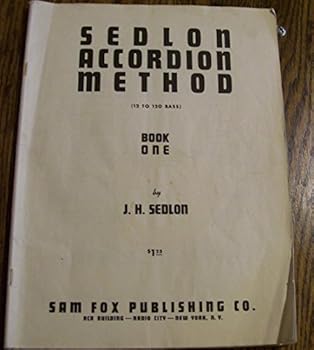 SEDLON
ACCORDION
METHOD
(12 TO 120 BASS)
BOOK
ONE
by
J. H. SEDLON
SAM FOX PUBLISHING CO.
RCA BUILDING — RADIO CITY — NEW YORK, N. Y.